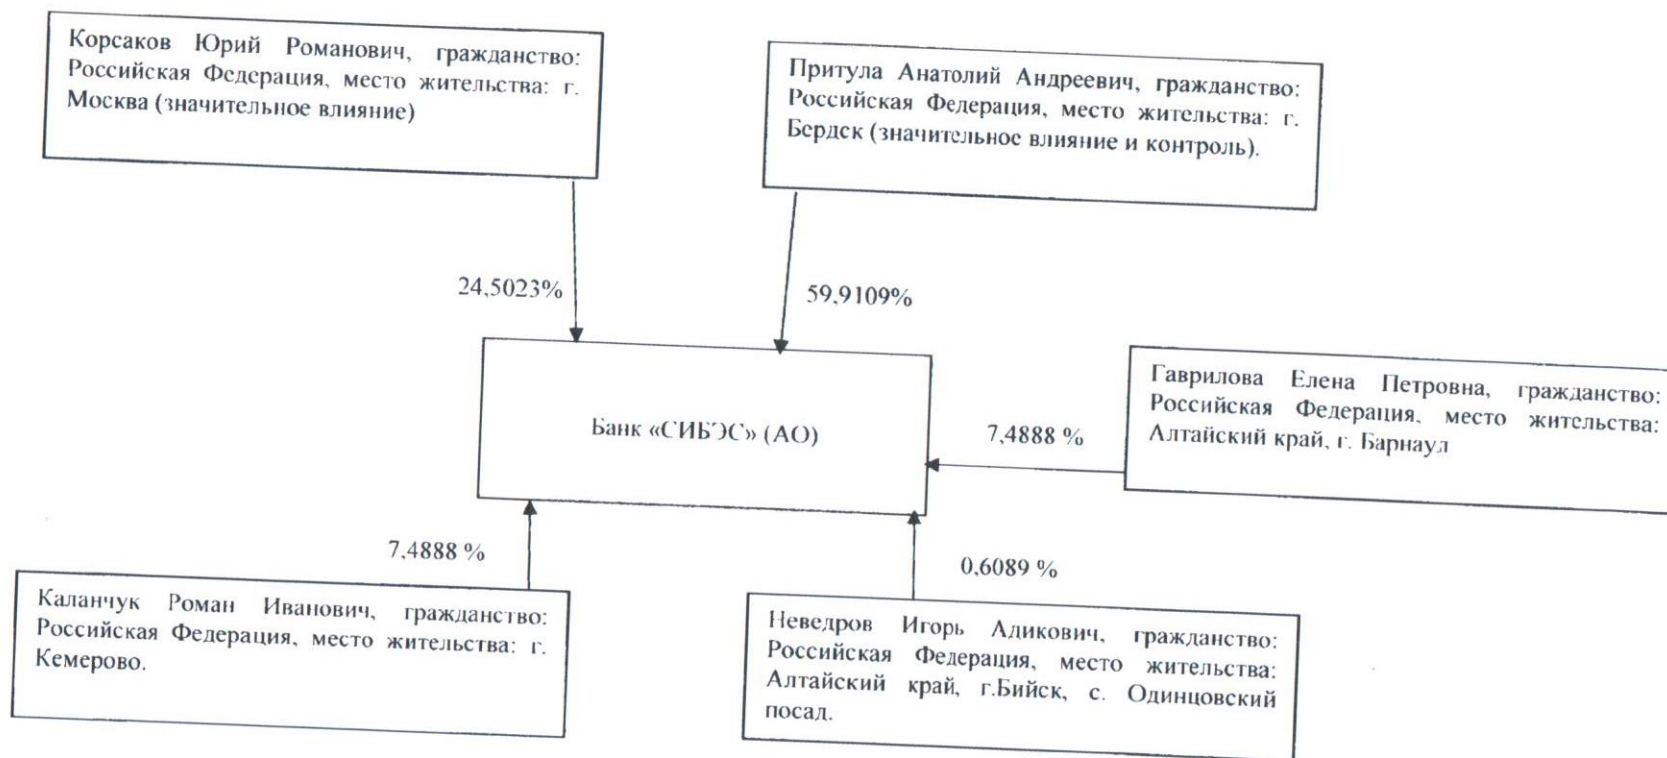 Корсаков Юрий Романович, гражданство:
Российская Федерация, место жительства: г.
Москва (значительное влияние)
Притула Анатолий Андреевич, гражданство:
Российская Федерация, место жительства: г.
Бердск (значительное влияние и контроль).
24,5023%
59,9109%
Банк «СИБЭС» (АО)
7,4888 %
Гаврилова Елена Петровна, гражданство:
Российская Федерация, место жительства:
Алтайский край, г. Барнаул
7,4888 %
0,6089 %
Каланчук Роман Иванович, гражданство:
Российская Федерация, место жительства: г.
Кемерово.
Неведров Игорь Адикович, гражданство:
Российская Федерация, место жительства:
Алтайский край, г.Бийск, с. Одинцовский
посад.